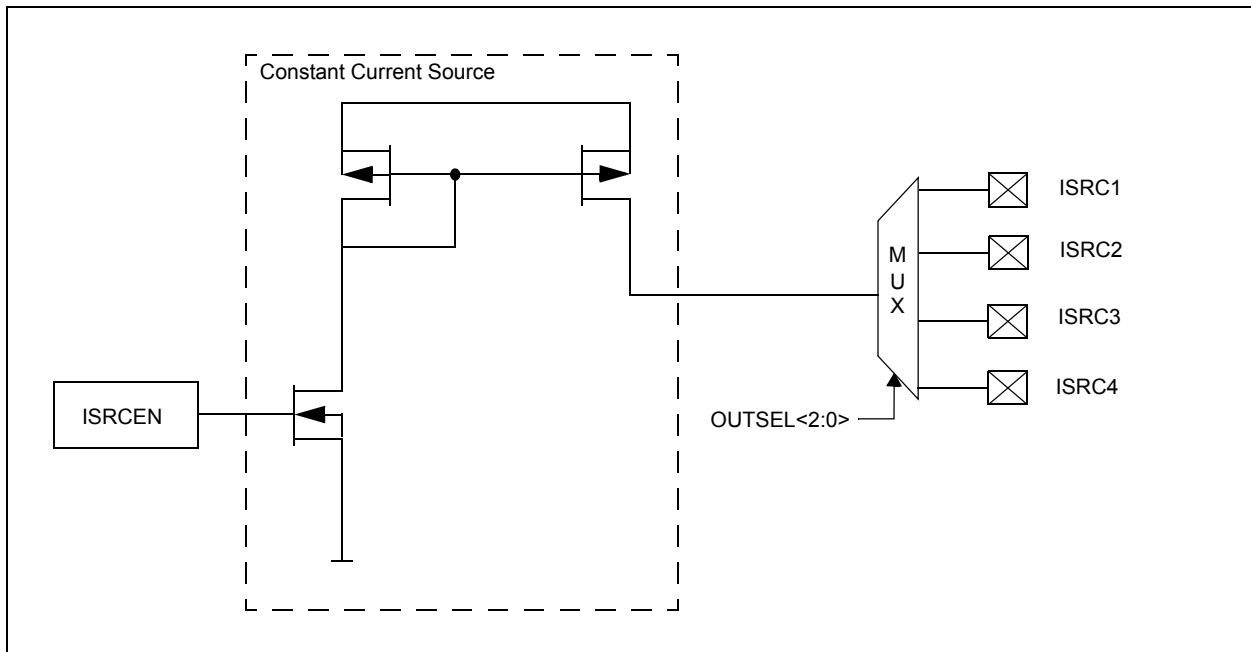 Constant Current Source
ISRC1
ISRC2
ISRC3
ISRC4
M
U
X
ISRCEN
OUTSEL<2:0>